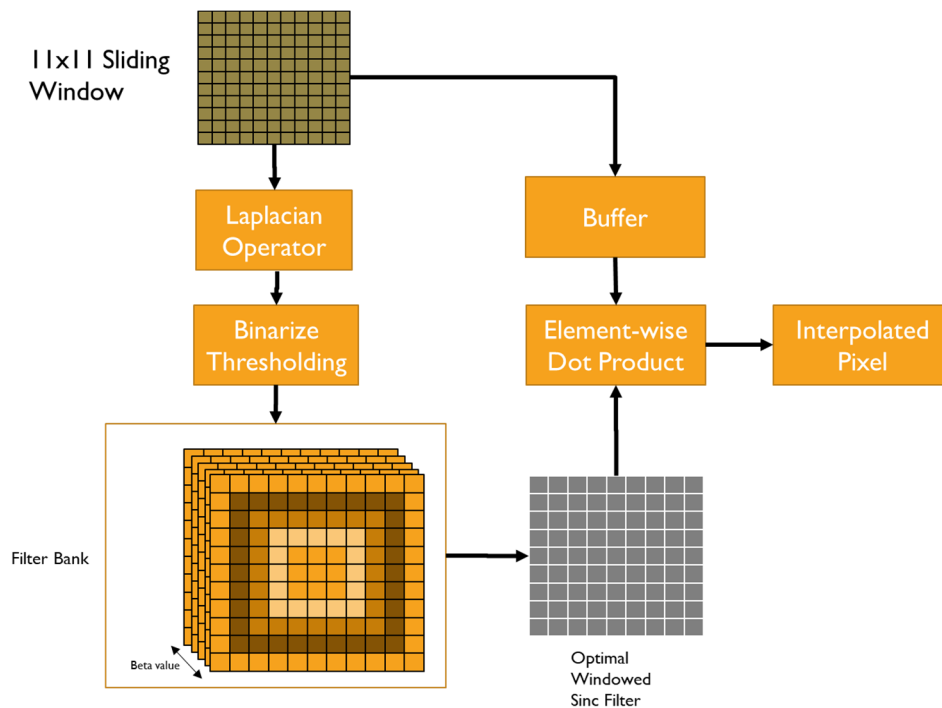 11x11 Sliding
Window
Laplacian
Operator
Buffer
Binarize
Thresholding
Element-wise
Dot Product
Interpolated
Pixel
Filter Bank
Beta value
Optimal
Windowed
Sinc Filter